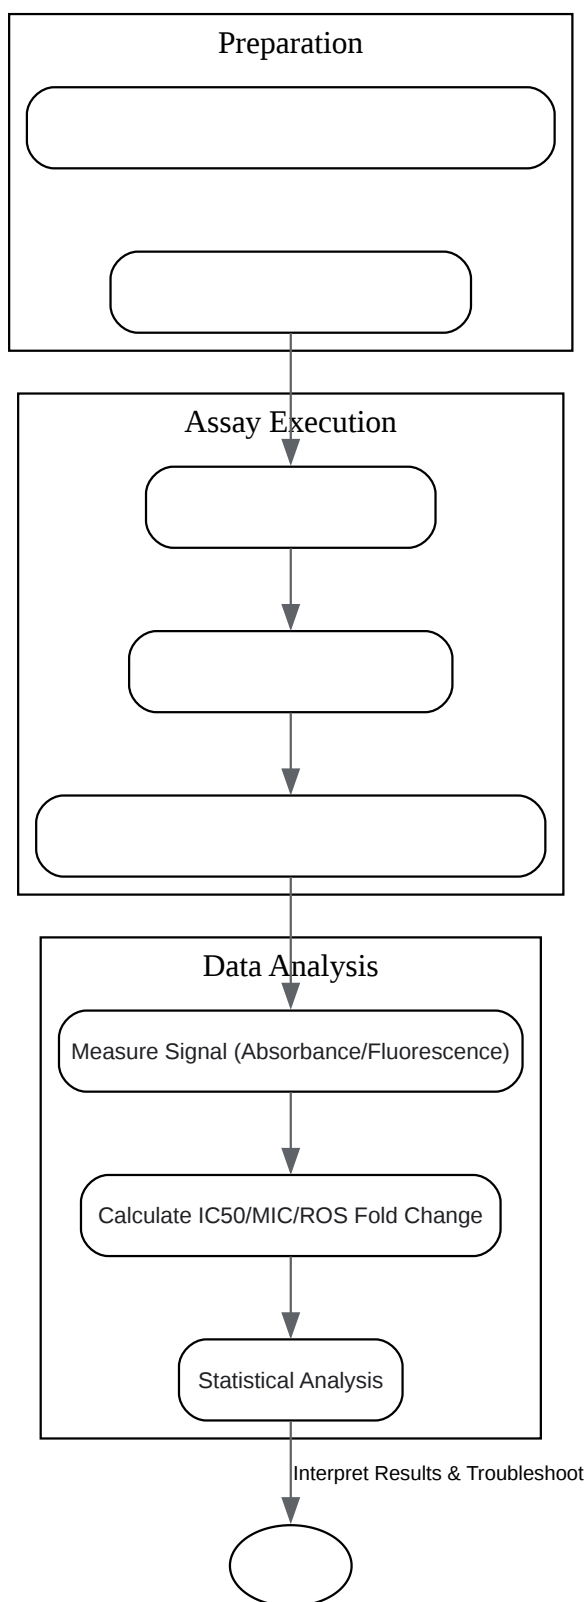 Preparation
Assay Execution
Data Analysis
Measure Signal (Absorbance/Fluorescence)
Calculate IC50/MIC/ROS Fold Change
Statistical Analysis
Interpret Results & Troubleshoot